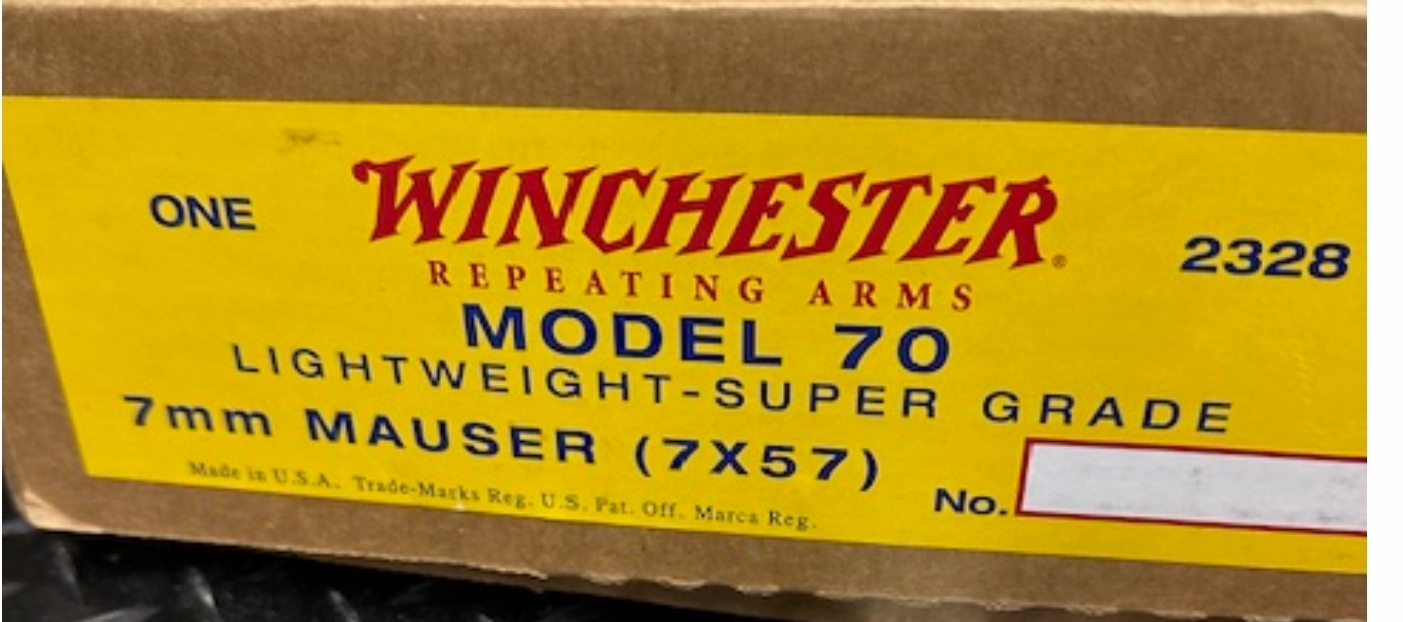 ONE
WINCHESTER®
2328
REPEATING ARMS
MODEL 70
LIGHTWEIGHT-SUPER GRADE
7mm MAUSER (7X57)
Made in U.S.A. Trade-Marks Reg. U.S. Pat. Off. Marca Reg.
No.